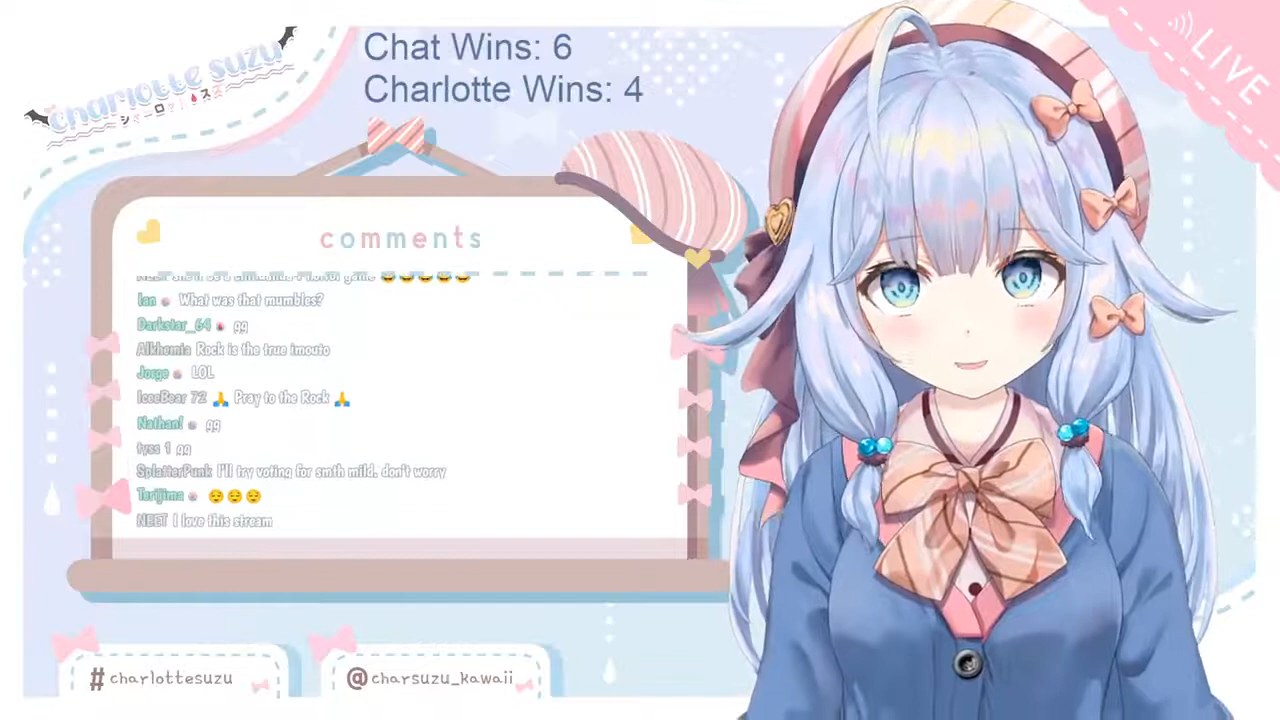 Chat Wins: 6
Charlotte Wins: 4
LIVE
charlotte suzu
シャーロット スズ
comments
Ian What was that mumbles?
Darkstar_64 gg
Alkhemia Rock is the true imouto
Jorge LOL
IceeBear 72 🙏 Pray to the Rock 🙏
Nathan! gg
tyss 1 gg
SplatterPunk I'll try voting for smth mild, don't worry
Terijima 😌😌😌
NEET I love this stream
#charlottesuzu
@charsuzu_kawaii